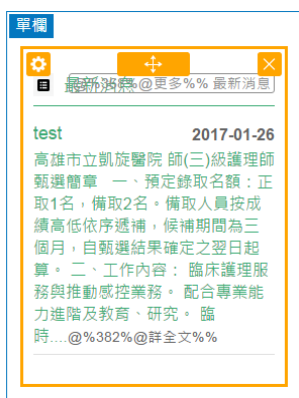 單欄
最新消息
@%368%@更多%% 最新消息
test 2017-01-26
高雄市立凱旋醫院 師(三)級護理師
甄選簡章 一、預定錄取名額：正
取1名，備取2名。備取人員按成
績高低依序遞補，候補期間為三
個月，自甄選結果確定之翌日起
算。 二、工作內容： 臨床護理服
務與推動感控業務。 配合專業能
力進階及教育、研究。 臨
時....@%382%@詳全文%%